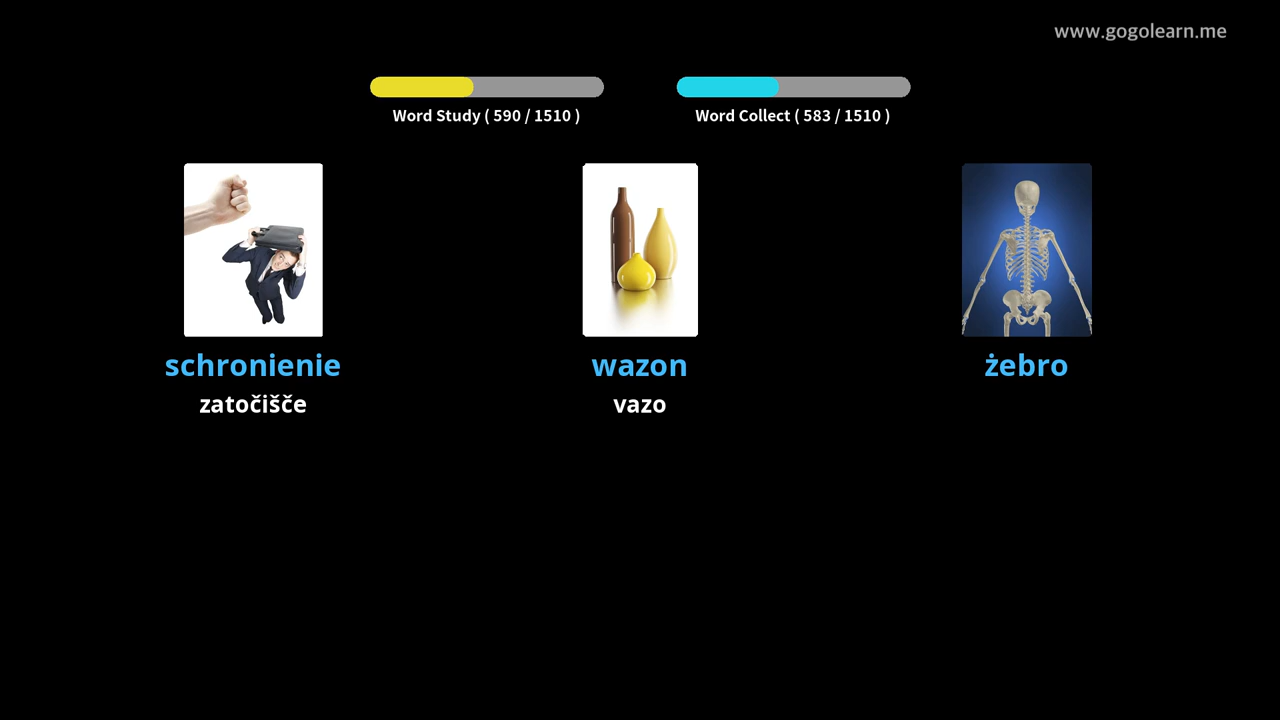 www.gogolearn.me
Word Study ( 590 / 1510 )
Word Collect ( 583 / 1510 )
schronienie
wazon
żebro
zatočišče
vazo